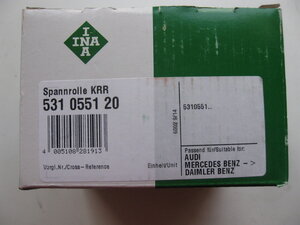 INA
Spannrolle KRR
531 0551 20
5310551..
4 005108 281913
Vergl.Nr./Cross-Reference
Einheit/Unit
Passend für/Suitable for:
AUDI
MERCEDES BENZ ->
DAIMLER BENZ